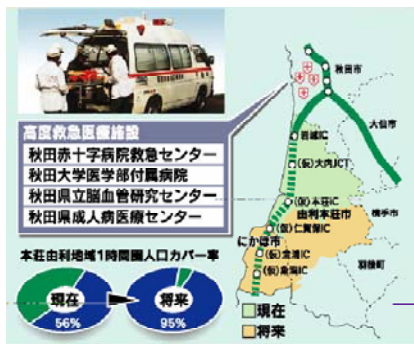 高度救急医療施設
秋田赤十字病院救急センター
秋田大学医学部付属病院
秋田県立脳血管研究センター
秋田県成人病医療センター
本荘由利地域1時間圏人口カバー率
現在
56%
将来
95%
秋田市
大仙市
岩城IC
(仮)大内JCT
(仮)本荘IC
由利本荘市
横手市
(仮)仁賀保IC
にかほ市
(仮)金浦IC
(仮)象潟IC
羽後町
現在
将来